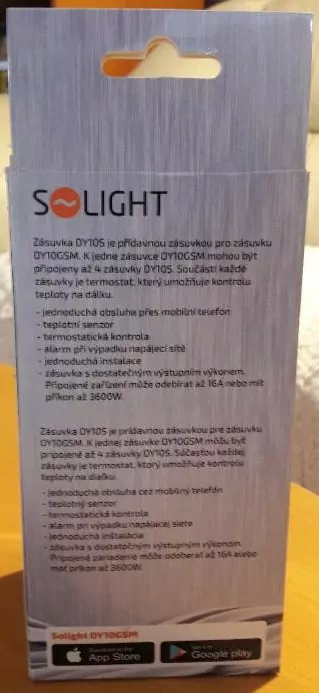 SOLIGHT
Zásuvka DY10S je přídavnou zásuvkou pro zásuvku
DY10GSM. K jedne zásuvce DY10GSM mohou být
připojeny až 4 zásuvky DY10S. Součástí každé
zásuvky je termostat, který umožňuje kontrolu
teploty na dálku.
- jednoduchá obsluha přes mobilní telefon
- teplotní senzor
- termostatická kontrola
- alarm při výpadku napájecí sítě
- jednoduchá instalace
- zásuvka s dostatečným výstupním výkonem.
Připojené zařízení může odebírat až 16A nebo mít
příkon až 3600W.
Zásuvka DY10S je prídavnou zásuvkou pre zásuvku
DY10GSM. K jednej zásuvke DY10GSM môžu byť
pripojené až 4 zásuvky DY10S. Súčasťou každej
zásuvky je termostat, ktorý umožňuje kontrolu
teploty na diaľku.
- jednoduchá obsluha cez mobilný telefón
- teplotný senzor
- termostatická kontrola
- alarm pri výpadku napájacej siete
- jednoduchá inštalácia
- zásuvka s dostatočným výstupným výkonom.
Pripojené zariadenie môže odoberať až 16A alebo
mať príkon až 3600W.
Solight DY10GSM
App Store
Google play